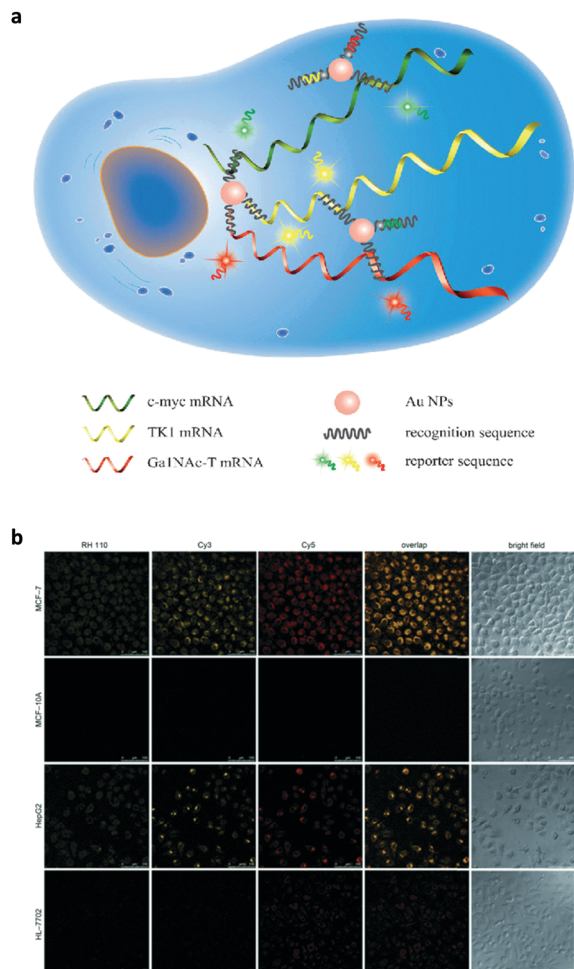 a
c-myc mRNA
Au NPs
TK1 mRNA
recognition sequence
Ga1NAc-T mRNA
reporter sequence
b
RH 110
Cy3
Cy5
overlap
bright field
MCF-7
MCF-10A
HepG2
HL-7702